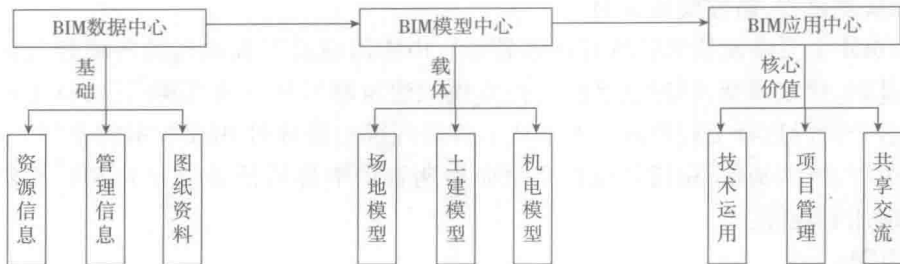 BIM数据中心
BIM模型中心
BIM应用中心
基础
载体
核心
价值
资源信息
管理信息
图纸资料
场地模型
土建模型
机电模型
技术运用
项目管理
共享交流